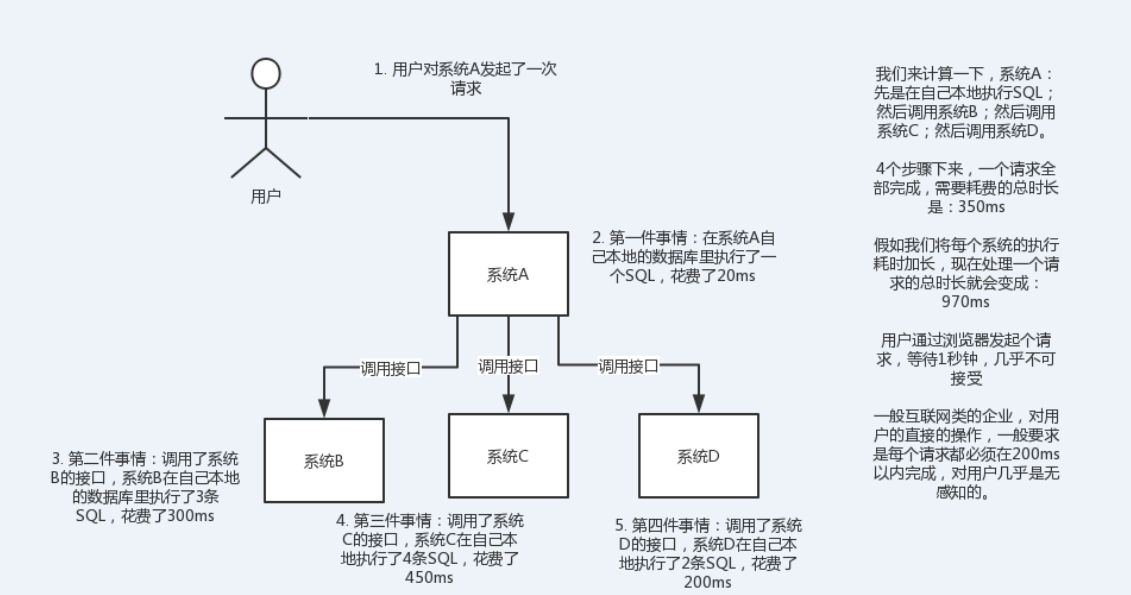 1. 用户对系统A发起了一次
请求
用户
2. 第一件事情：在系统A自
己本地的数据库里执行了一
个SQL，花费了20ms
系统A
调用接口
调用接口
调用接口
系统B
系统C
系统D
3. 第二件事情：调用了系统
B的接口，系统B在自己本地
的数据库里执行了3条
SQL，花费了300ms
4. 第三件事情：调用了系统
C的接口，系统C在自己本
地执行了4条SQL，花费了
450ms
5. 第四件事情：调用了系统
D的接口，系统D在自己本
地执行了2条SQL，花费了
200ms
我们来计算一下，系统A：
先是在自己本地执行SQL；
然后调用系统B；然后调用
系统C；然后调用系统D。
4个步骤下来，一个请求全
部完成，需要耗费的总时长
是：350ms
假如我们将每个系统的执行
耗时加长，现在处理一个请
求的总时长就会变成：
970ms
用户通过浏览器发起个请
求，等待1秒钟，几乎不可
接受
一般互联网类的企业，对用
户的直接的操作，一般要求
是每个请求都必须在200ms
以内完成，对用户几乎是无
感知的。